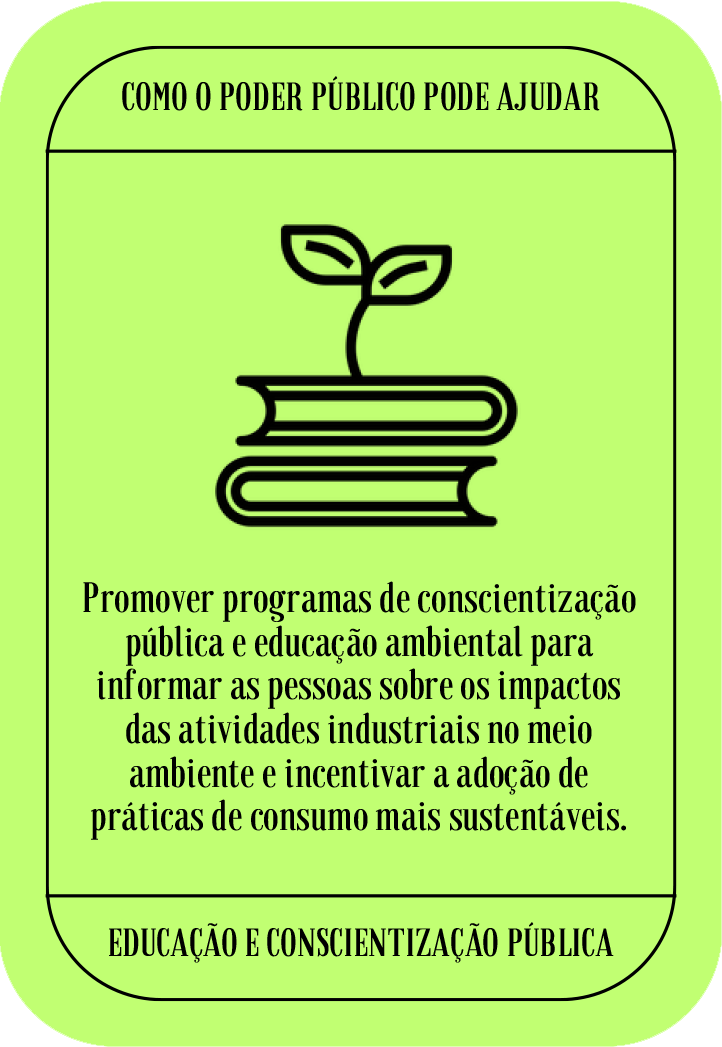 COMO O PODER PÚBLICO PODE AJUDAR
Promover programas de conscientização
pública e educação ambiental para
informar as pessoas sobre os impactos
das atividades industriais no meio
ambiente e incentivar a adoção de
práticas de consumo mais sustentáveis.
EDUCAÇÃO E CONSCIENTIZAÇÃO PÚBLICA